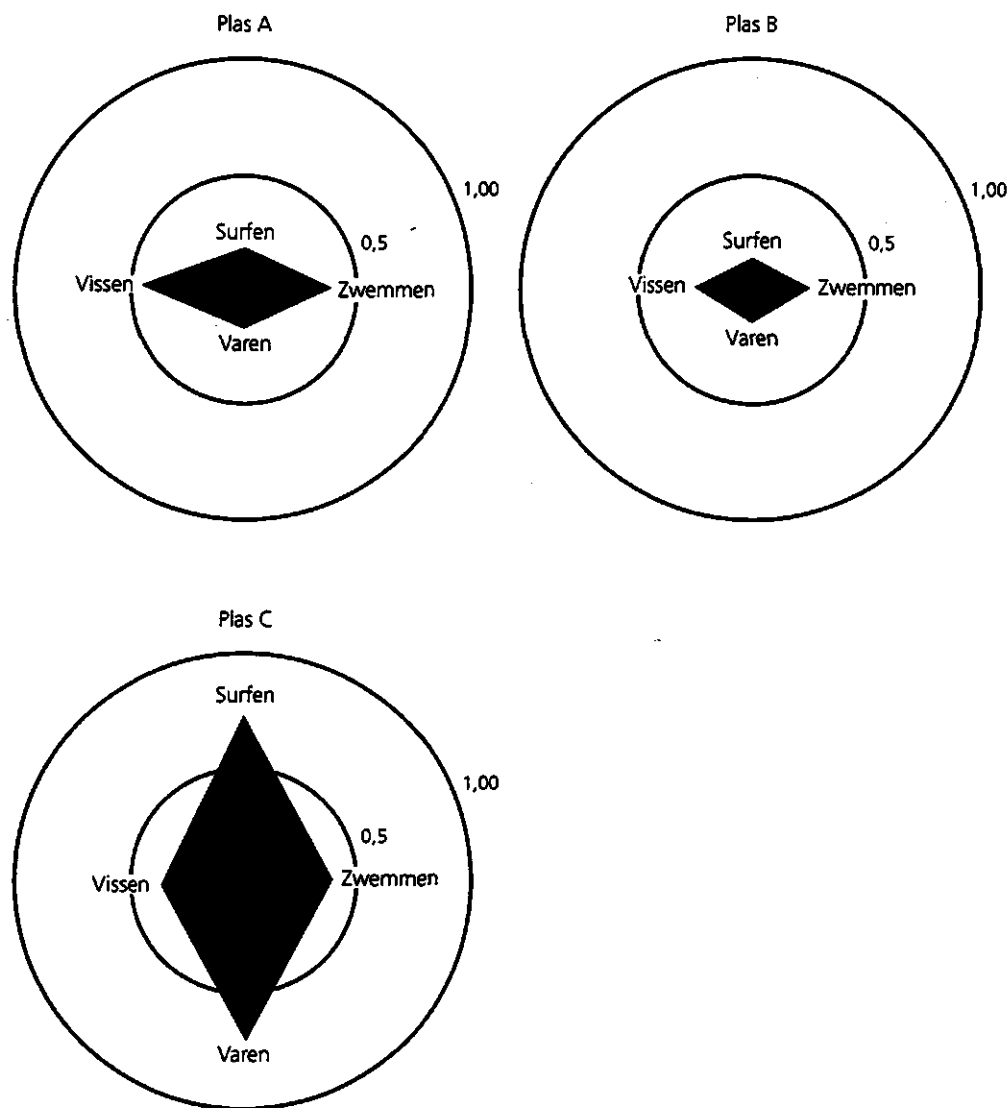 Plas A
Plas B
1,00
1,00
0,5
0,5
Surfen
Surfen
Vissen
Zwemmen
Vissen
Zwemmen
Varen
Varen
Plas C
Surfen
1,00
0,5
Vissen
Zwemmen
Varen